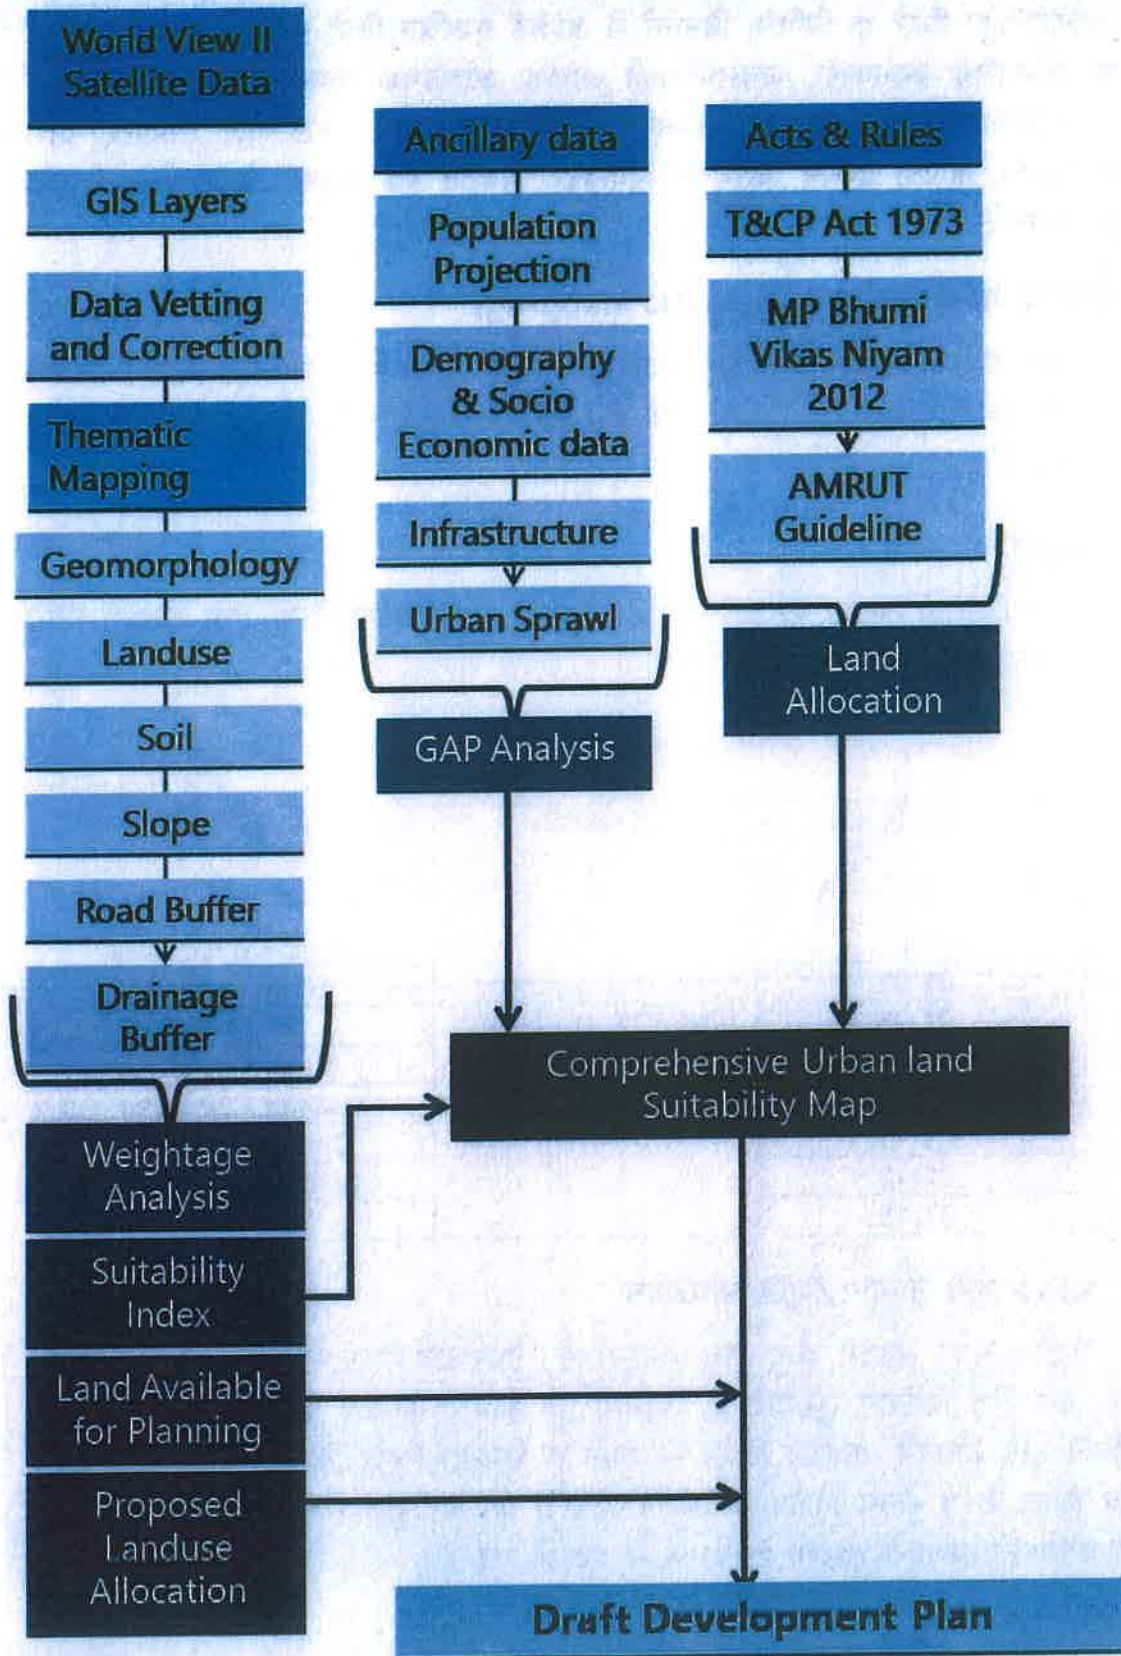 World View II
Satellite Data
GIS Layers
Data Vetting
and Correction
Thematic
Mapping
Geomorphology
Landuse
Soil
Slope
Road Buffer
Drainage
Buffer
Weightage
Analysis
Suitability
Index
Land Available
for Planning
Proposed
Landuse
Allocation
Ancillary data
Population
Projection
Demography
& Socio
Economic data
Infrastructure
Urban Sprawl
GAP Analysis
Acts & Rules
T&CP Act 1973
MP Bhumi
Vikas Niyam
2012
AMRUT
Guideline
Land
Allocation
Comprehensive Urban land
Suitability Map
Draft Development Plan